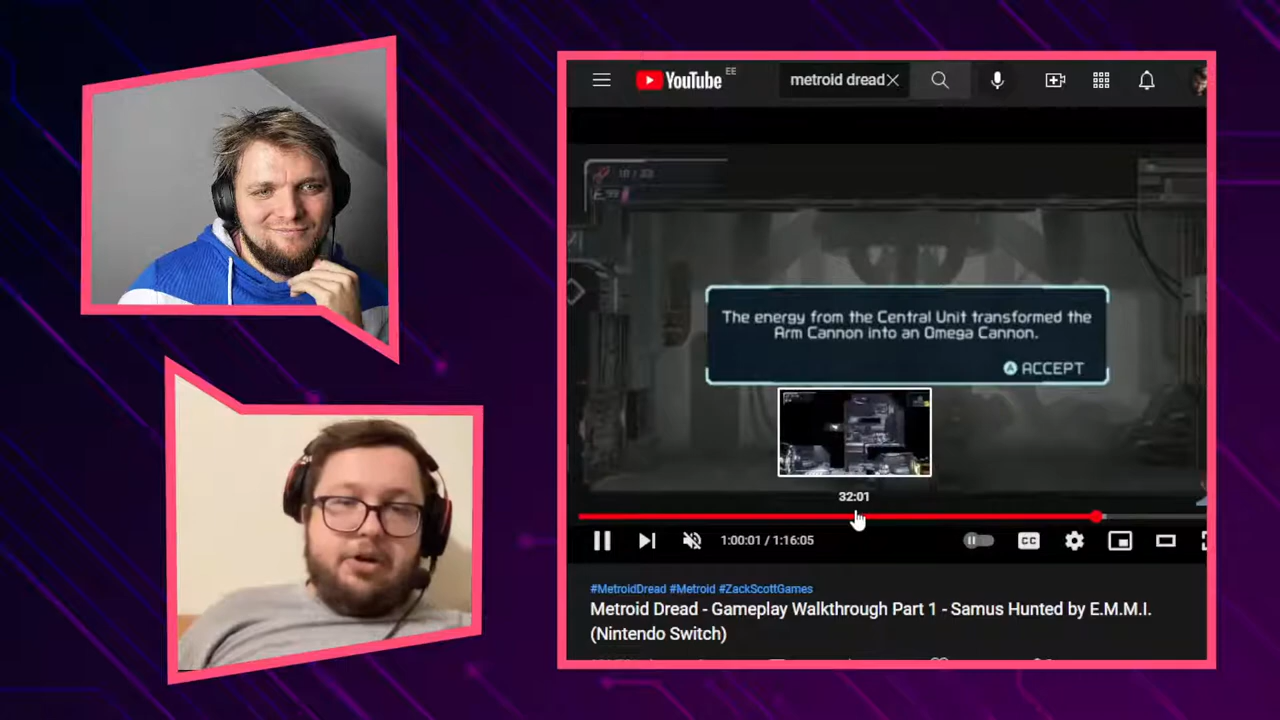 YouTube EE
metroid dread
The energy from the Central Unit transformed the
Arm Cannon into an Omega Cannon.
A ACCEPT
32:01
1:00:01 / 1:16:05
CC
#MetroidDread #Metroid #ZackScottGames
Metroid Dread - Gameplay Walkthrough Part 1 - Samus Hunted by E.M.M.I.
(Nintendo Switch)